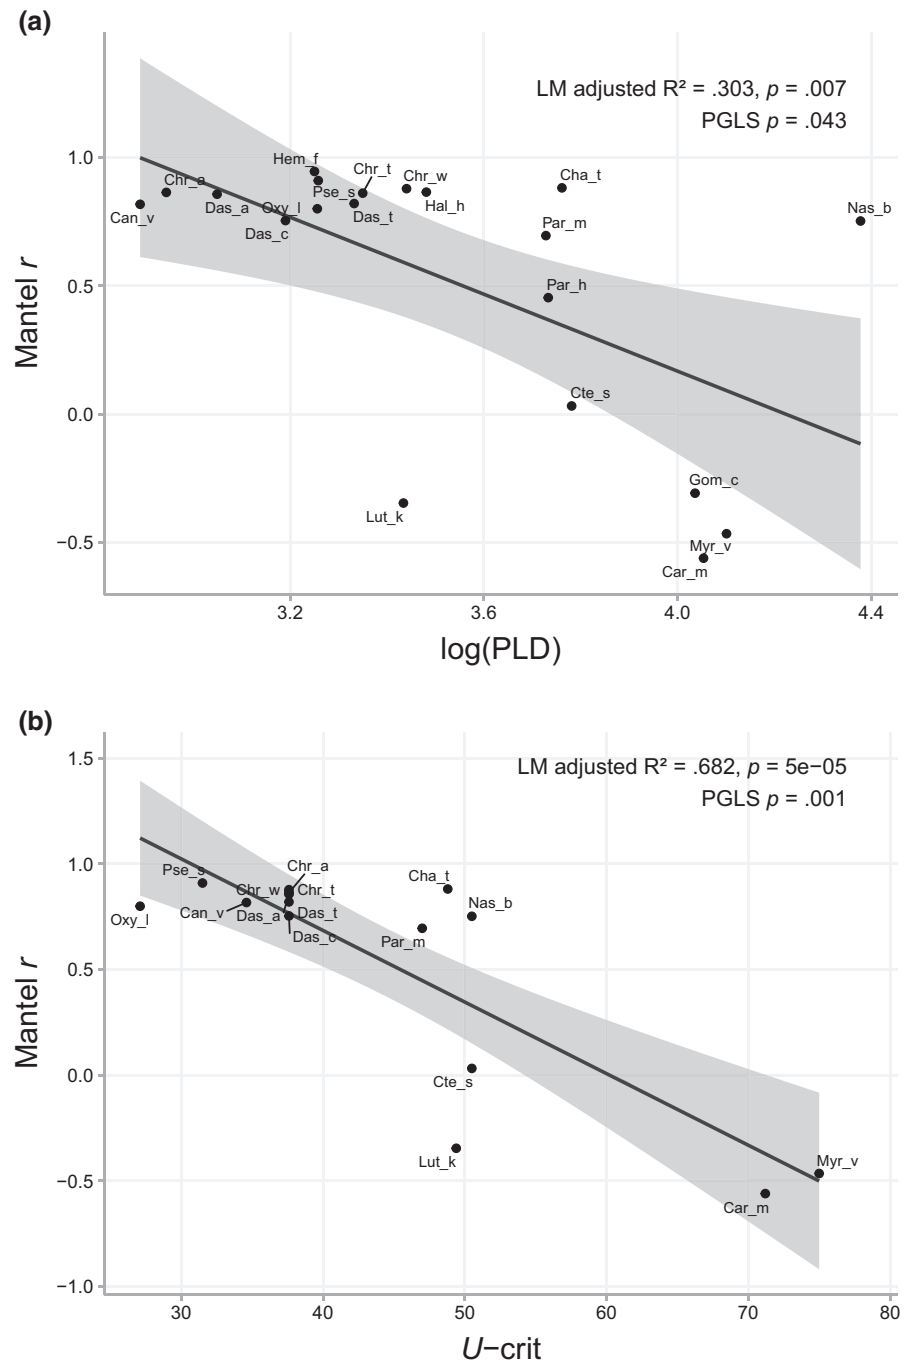 (a)
LM adjusted R² = .303, p = .007
PGLS p = .043
1.0
0.5
0.0
−0.5
Mantel r
Hem_f
Chr_t
Chr_w
Cha_t
Chr_a
Pse_s
Hal_h
Nas_b
Can_v
Das_a
Oxy_l
Das_t
Das_c
Par_m
Par_h
Cte_s
Gom_c
Lut_k
Myr_v
Car_m
3.2
3.6
4.0
4.4
log(PLD)
(b)
LM adjusted R² = .682, p = 5e−05
PGLS p = .001
1.5
1.0
0.5
0.0
−0.5
−1.0
Mantel r
Chr_a
Pse_s
Cha_t
Chr_w
Chr_t
Nas_b
Oxy_l
Can_v
Das_a
Das_t
Das_c
Par_m
Cte_s
Lut_k
Myr_v
Car_m
30
40
50
60
70
80
U−crit